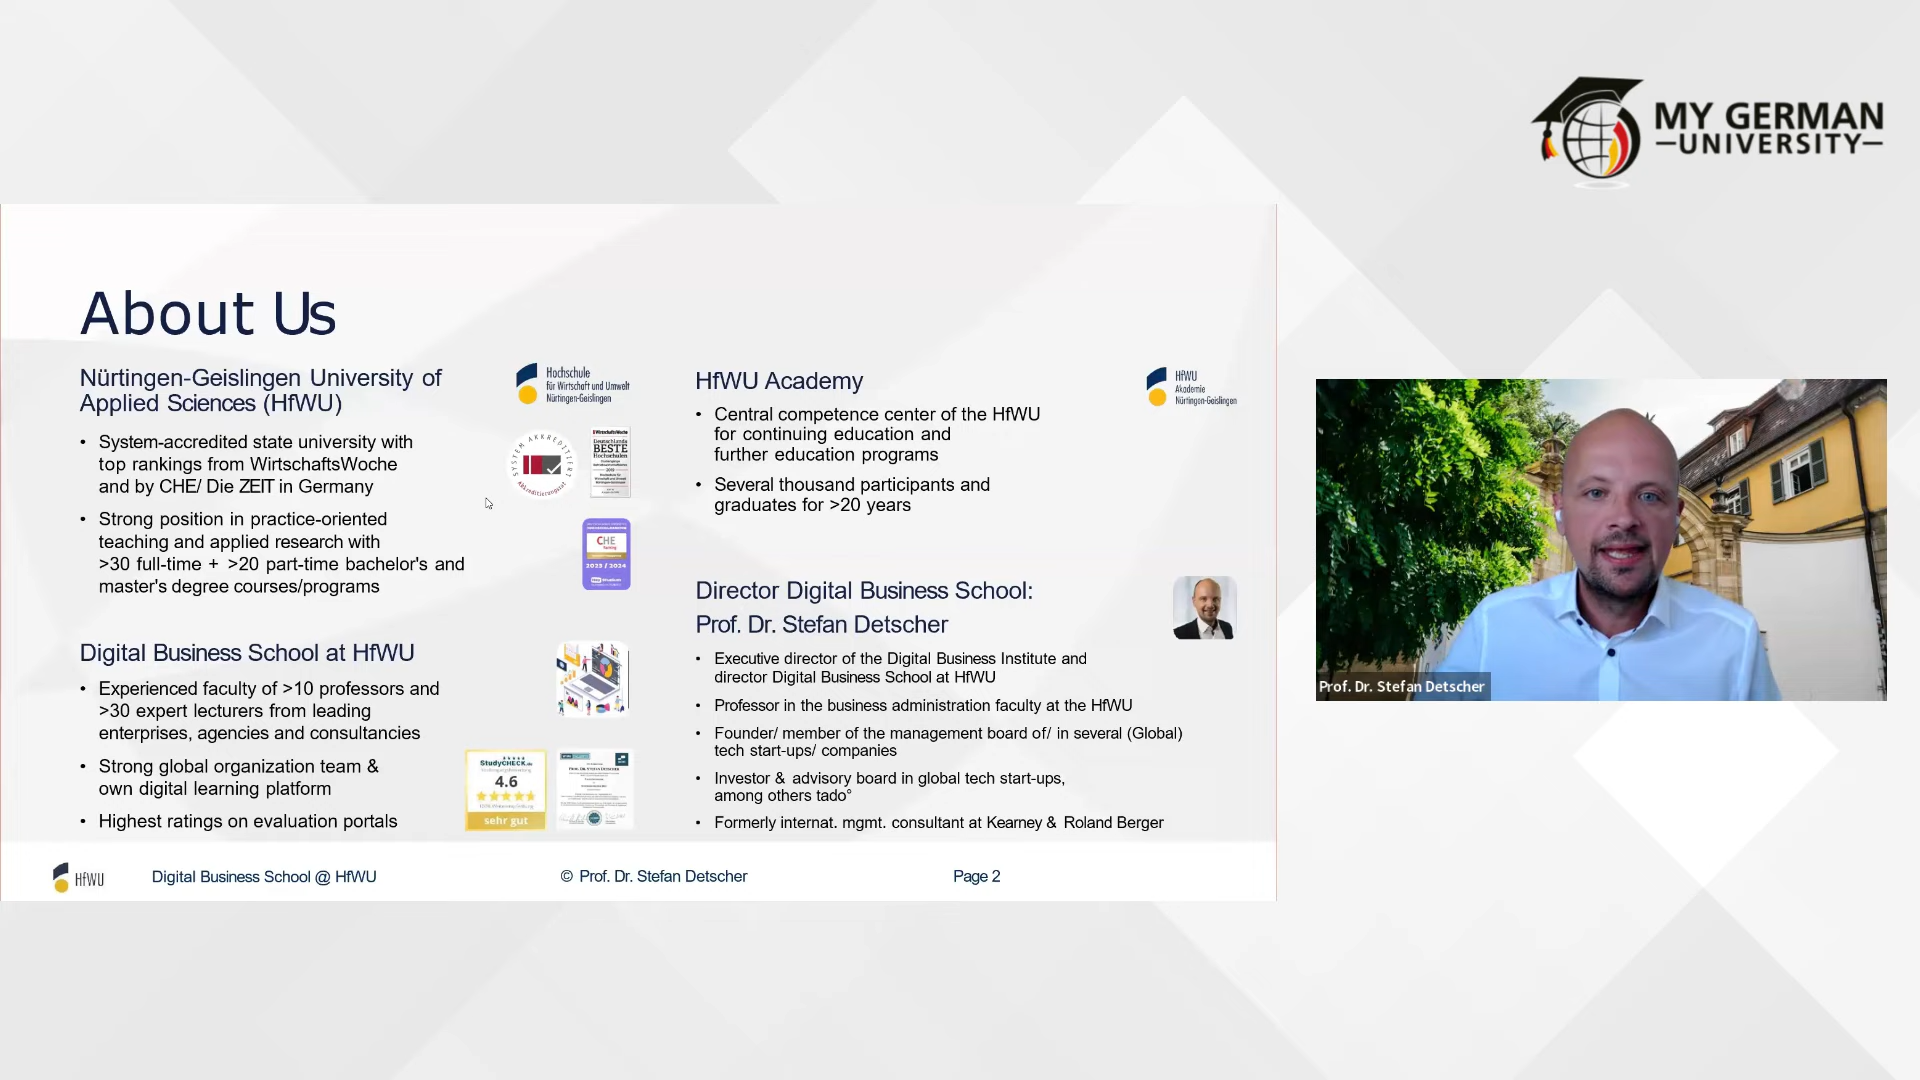 MY GERMAN
UNIVERSITY
About Us
Nürtingen-Geislingen University of
Applied Sciences (HfWU)
Hochschule
für Wirtschaft und Umwelt
Nürtingen-Geislingen
• System-accredited state university with
top rankings from WirtschaftsWoche
and by CHE/ Die ZEIT in Germany
SYSTEM AKKREDITIERT
Akkreditierungsrat
WirtschaftsWoche
Deutschlands
BESTE
Hochschulen
2019
• Strong position in practice-oriented
teaching and applied research with
>30 full-time + >20 part-time bachelor's and
master's degree courses/programs
CHE
2023 / 2024
Digital Business School at HfWU
• Experienced faculty of >10 professors and
>30 expert lecturers from leading
enterprises, agencies and consultancies
• Strong global organization team &
own digital learning platform
• Highest ratings on evaluation portals
StudyCHECK.de
4.6
sehr gut
PROF. DR. STEFAN DETSCHER
HfWU Academy
HfWU
Akademie
Nürtingen-Geislingen
• Central competence center of the HfWU
for continuing education and
further education programs
• Several thousand participants and
graduates for >20 years
Director Digital Business School:
Prof. Dr. Stefan Detscher
• Executive director of the Digital Business Institute and
director Digital Business School at HfWU
• Professor in the business administration faculty at the HfWU
• Founder/ member of the management board of/ in several (Global)
tech start-ups/ companies
• Investor & advisory board in global tech start-ups,
among others tado°
• Formerly internat. mgmt. consultant at Kearney & Roland Berger
HfWU
Digital Business School @ HfWU
© Prof. Dr. Stefan Detscher
Page 2
Prof. Dr. Stefan Detscher